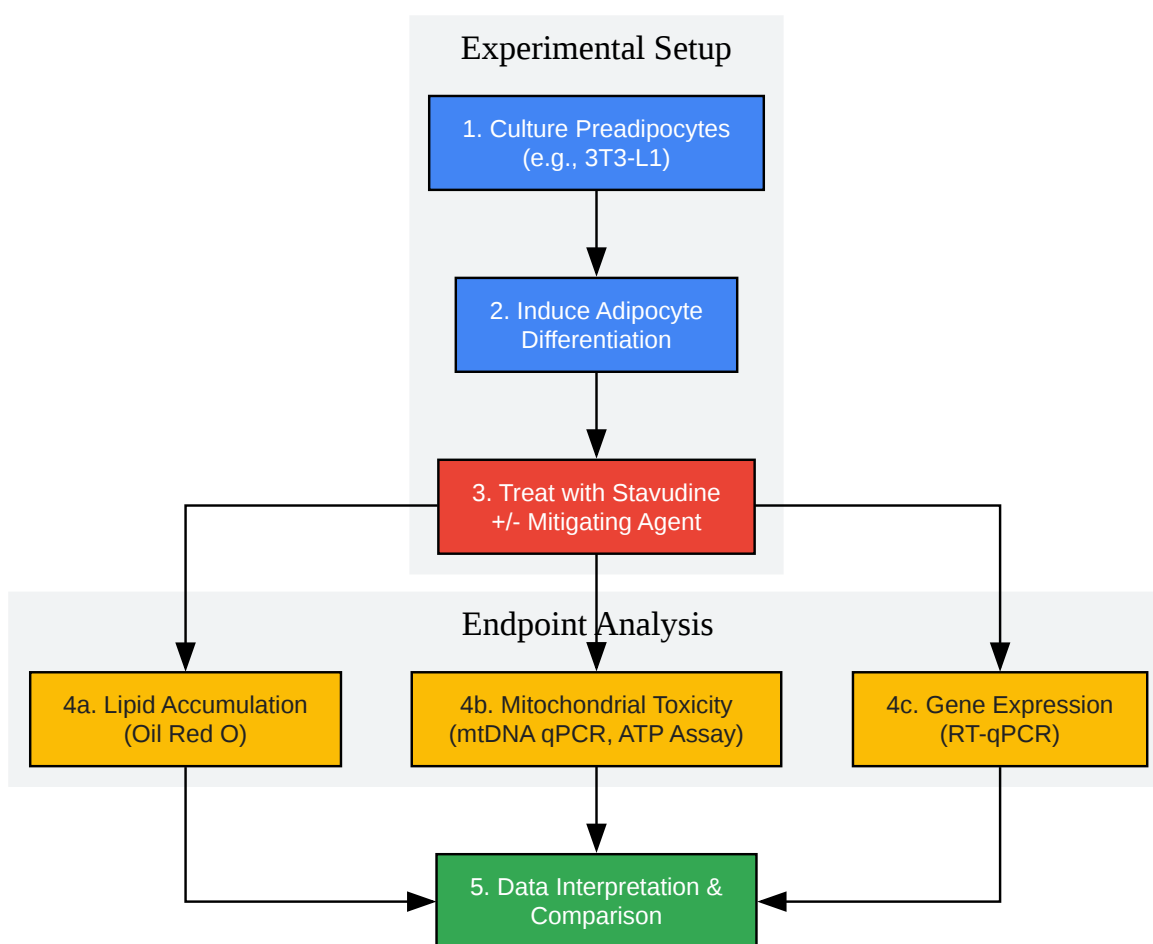 Experimental Setup
1. Culture Preadipocytes
(e.g., 3T3-L1)
2. Induce Adipocyte
Differentiation
3. Treat with Stavudine
+/- Mitigating Agent
Endpoint Analysis
4a. Lipid Accumulation
(Oil Red O)
4b. Mitochondrial Toxicity
(mtDNA qPCR, ATP Assay)
4c. Gene Expression
(RT-qPCR)
5. Data Interpretation &
Comparison